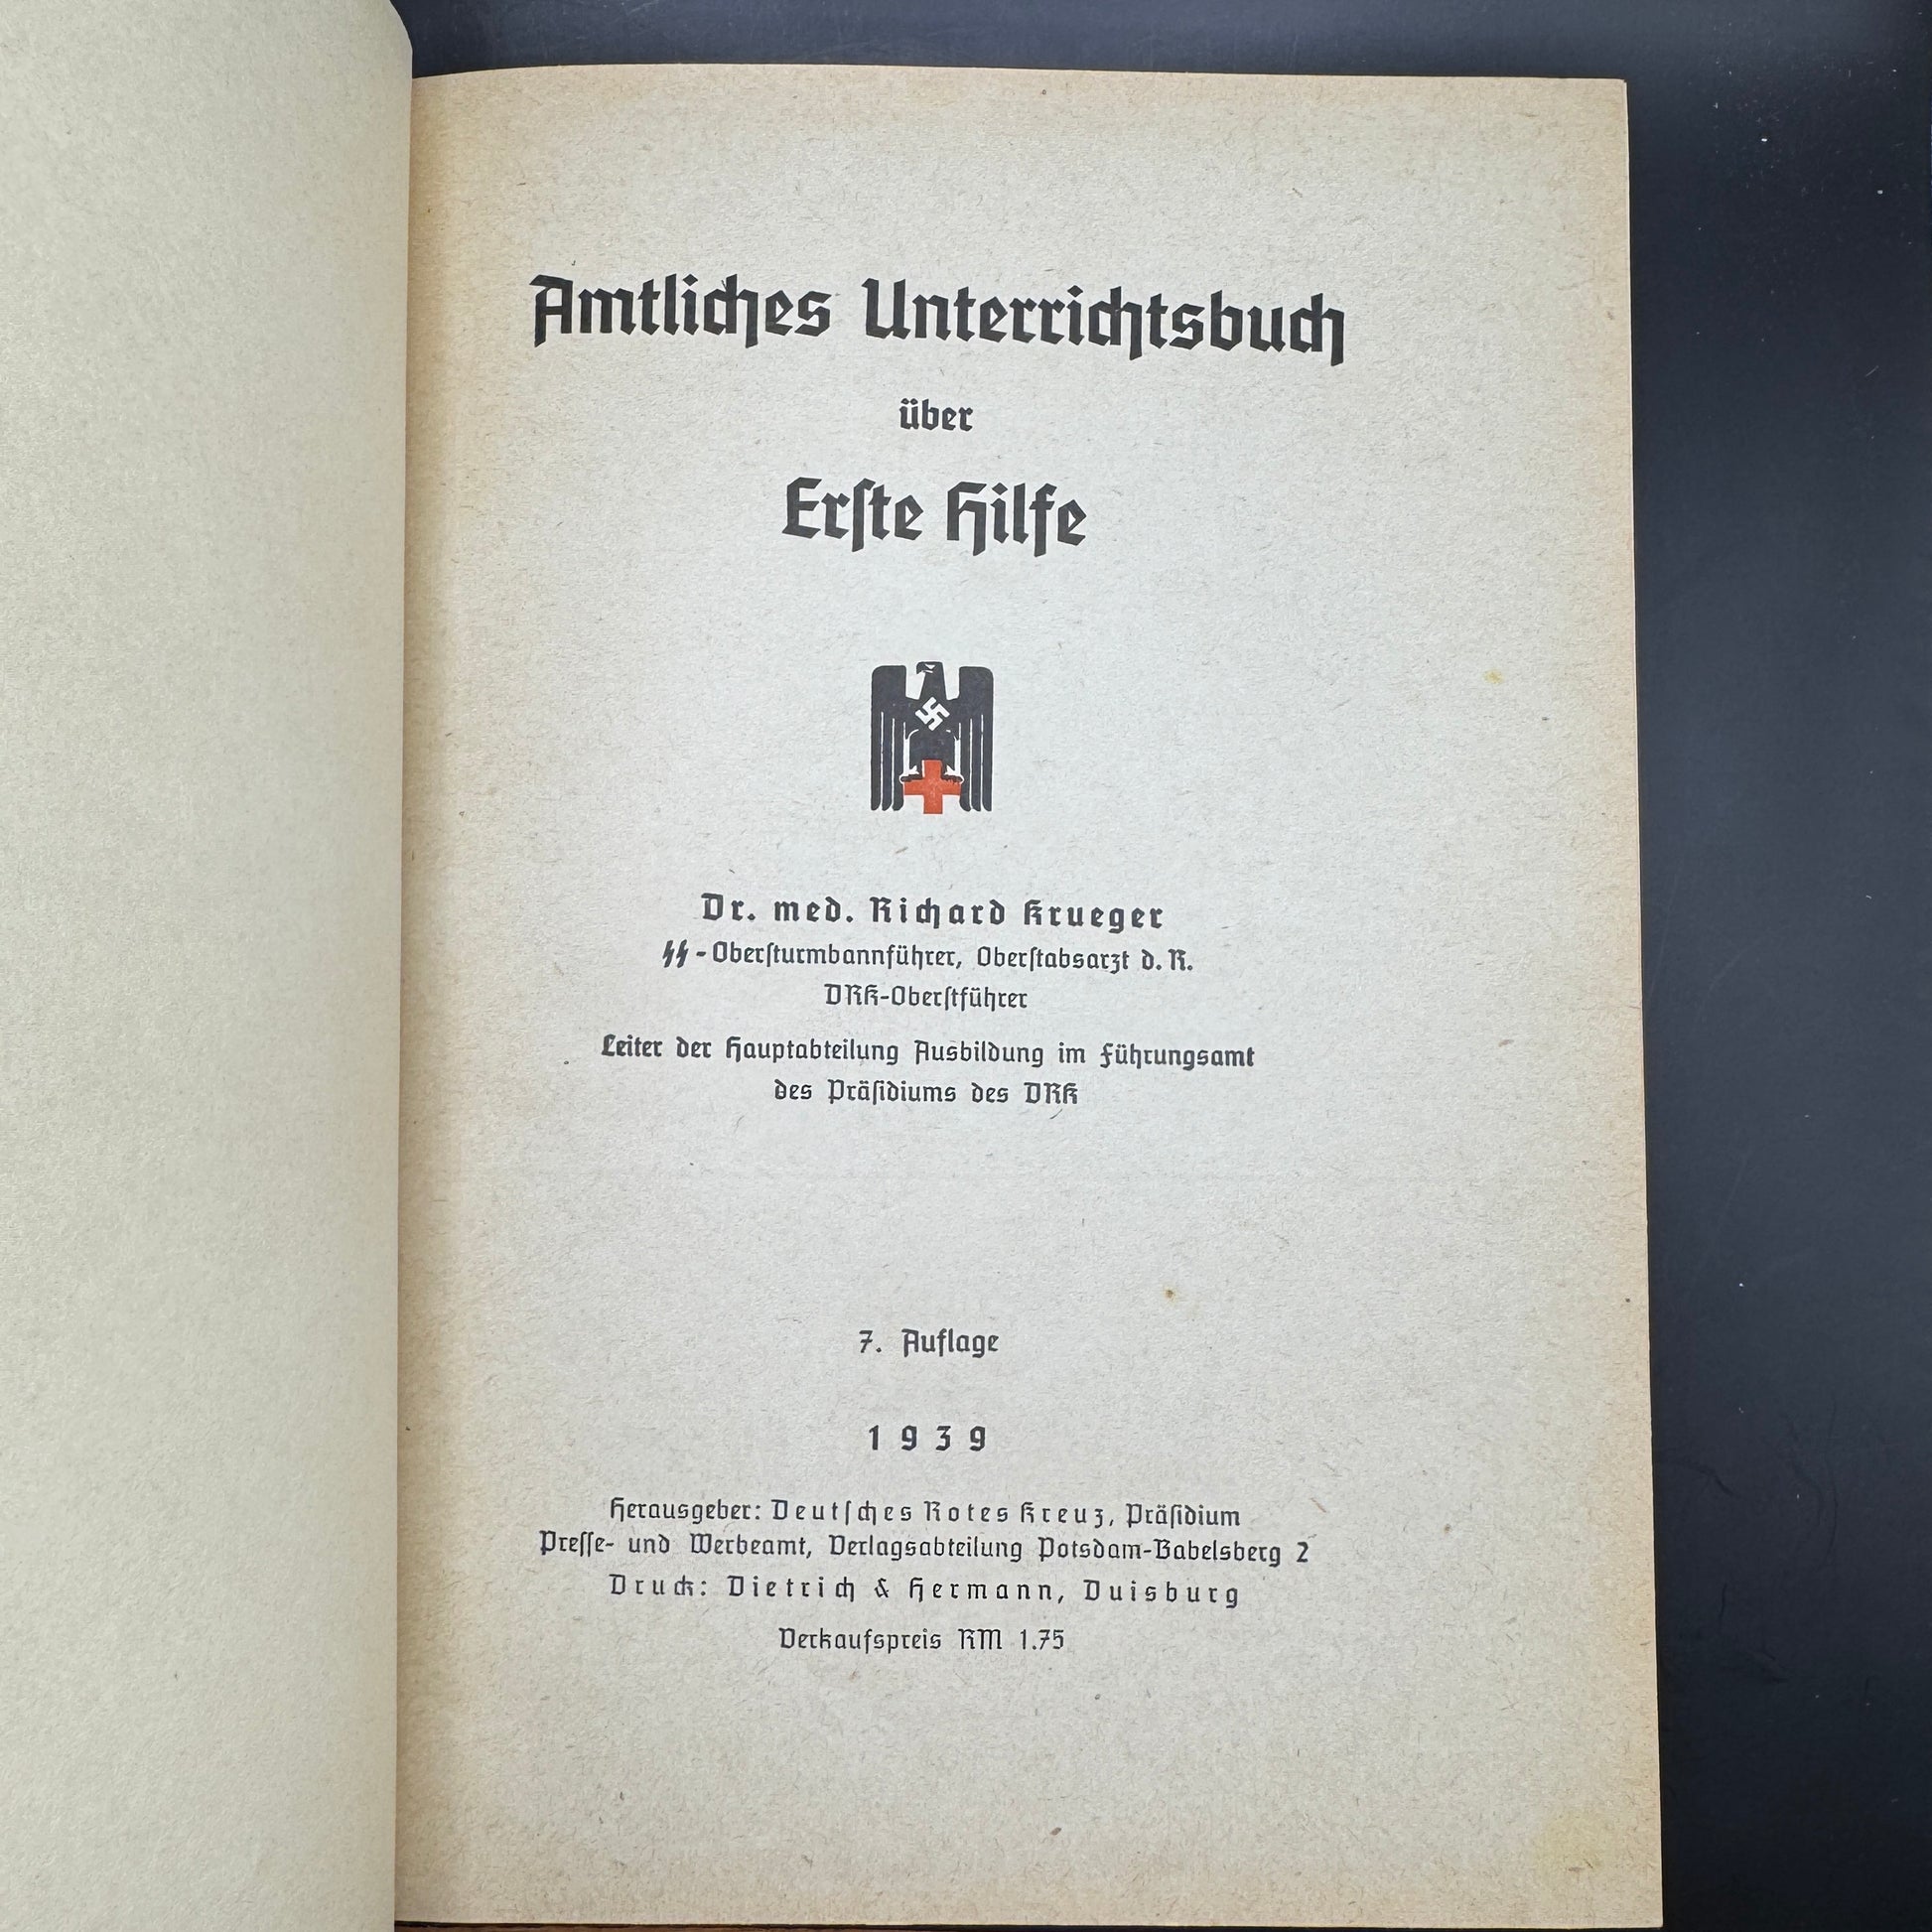 Amtliches Unterrichtsbuch
über
Erſte Hilfe
Dr. med. Richard Krueger
ᛋᛋ-Oberſturmbannführer, Oberſtabsarzt d. R.
DRK-Oberſtführer
Leiter der Hauptabteilung Ausbildung im Führungsamt
des Präſidiums des DRK
7. Auflage
1939
Herausgeber: Deutſches Rotes Kreuz, Präſidium
Preſſe- und Werbeamt, Verlagsabteilung Potsdam-Babelsberg 2
Druck: Dietrich & Hermann, Duisburg
Verkaufspreis RM 1.75